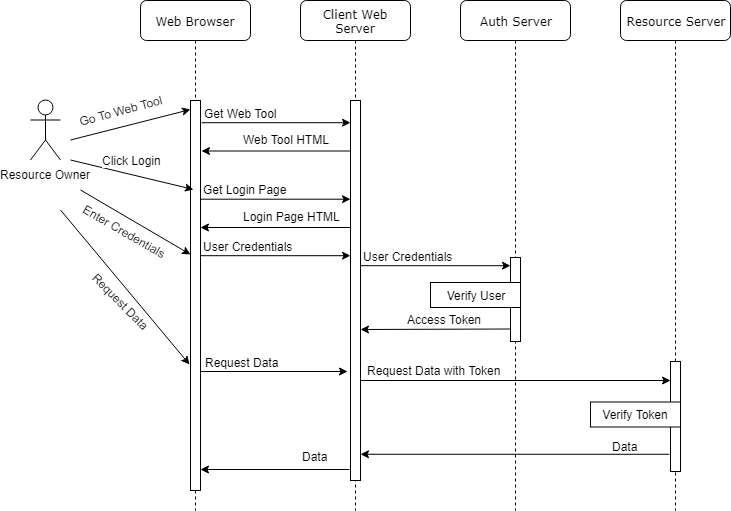 Web Browser
Client Web
Server
Auth Server
Resource Server
Go To Web Tool
Get Web Tool
Web Tool HTML
Click Login
Resource Owner
Get Login Page
Login Page HTML
Enter Credentials
User Credentials
User Credentials
Verify User
Access Token
Request Data
Request Data
Request Data with Token
Verify Token
Data
Data